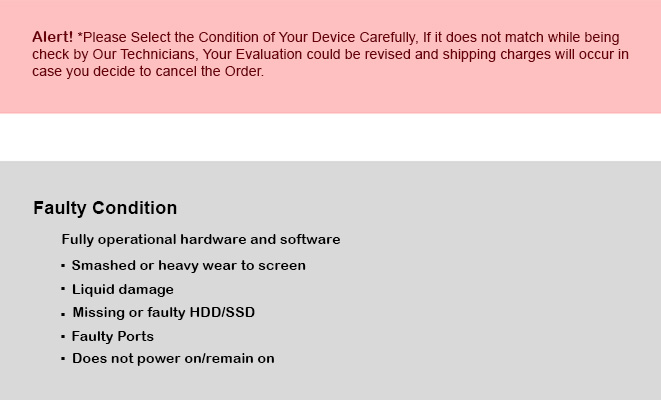 Alert! *Please Select the Condition of Your Device Carefully, If it does not match while being
check by Our Technicians, Your Evaluation could be revised and shipping charges will occur in
case you decide to cancel the Order.
Faulty Condition
Fully operational hardware and software
▪ Smashed or heavy wear to screen
▪ Liquid damage
▪ Missing or faulty HDD/SSD
▪ Faulty Ports
▪ Does not power on/remain on